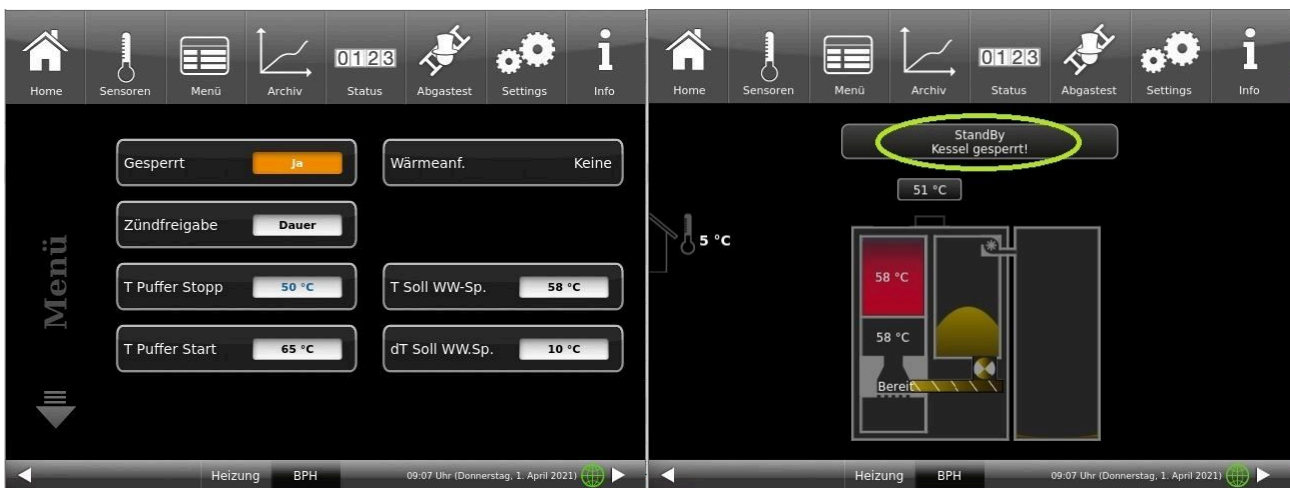 Home Sensoren Menü Archiv 0123 Status Abgastest Settings i Info
Gesperrt Ja Wärmeanf. Keine
Zündfreigabe Dauer
T Puffer Stopp 50 °C T Soll WW-Sp. 58 °C
T Puffer Start 65 °C dT Soll WW.Sp. 10 °C
Menü
Heizung BPH 09:07 Uhr (Donnerstag, 1. April 2021)
Home Sensoren Menü Archiv 0123 Status Abgastest Settings i Info
StandBy
Kessel gesperrt!
51 °C
5 °C
58 °C
58 °C
Bereit
Heizung BPH 09:07 Uhr (Donnerstag, 1. April 2021)